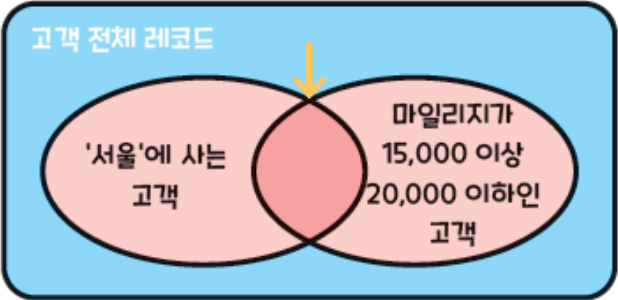 고객 전체 레코드
'서울'에 사는
고객
마일리지가
15,000 이상
20,000 이하인
고객